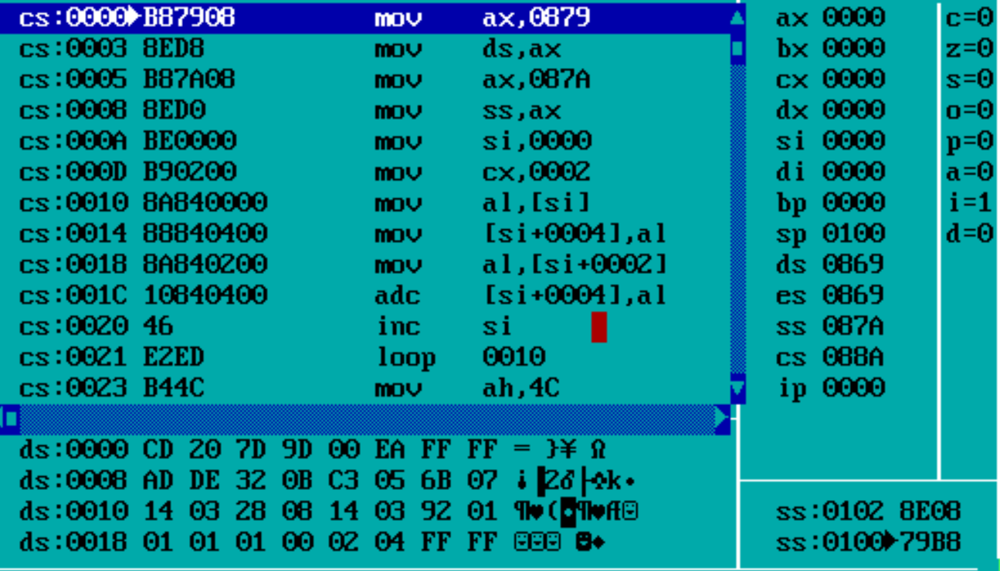 cs:0000 B87908 mov ax,0879
cs:0003 8ED8 mov ds,ax
cs:0005 B87A08 mov ax,087A
cs:0008 8ED0 mov ss,ax
cs:000A BE0000 mov si,0000
cs:000D B90200 mov cx,0002
cs:0010 8A840000 mov al,[si]
cs:0014 88840400 mov [si+0004],al
cs:0018 8A840200 mov al,[si+0002]
cs:001C 10840400 adc [si+0004],al
cs:0020 46 inc si
cs:0021 E2ED loop 0010
cs:0023 B44C mov ah,4C
ax 0000 c=0
bx 0000 z=0
cx 0000 s=0
dx 0000 o=0
si 0000 p=0
di 0000 a=0
bp 0000 i=1
sp 0100 d=0
ds 0869
es 0869
ss 087A
cs 088A
ip 0000
ds:0000 CD 20 7D 9D 00 EA FF FF = }¥ Ω
ds:0008 AD DE 32 0B C3 05 6B 07 ¡ ▐2♂├♣k•
ds:0010 14 03 28 08 14 03 92 01 ¶♥(◘¶♥Æ☺
ds:0018 01 01 01 00 02 04 FF FF ☺☺☺ ☻♦
ss:0102 8E08
ss:0100 79B8